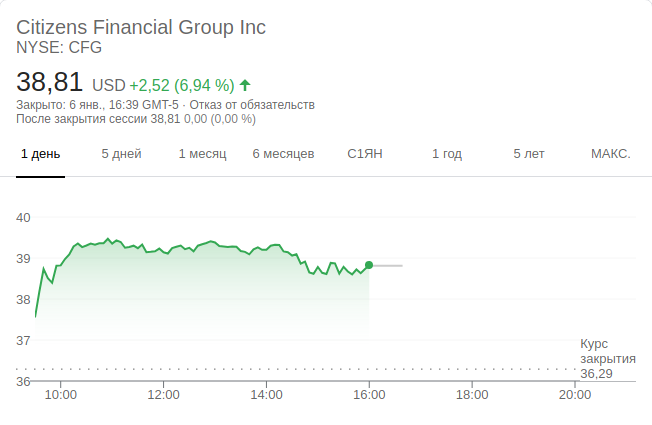 Citizens Financial Group Inc
NYSE: CFG
38,81 USD +2,52 (6,94 %)
Закрыто: 6 янв., 16:39 GMT-5 · Отказ от обязательств
После закрытия сессии 38,81 0,00 (0,00 %)
1 день 5 дней 1 месяц 6 месяцев С1ЯН 1 год 5 лет МАКС.
40
39
38
37
Курс
закрытия
36,29
36
10:00 12:00 14:00 16:00 18:00 20:00